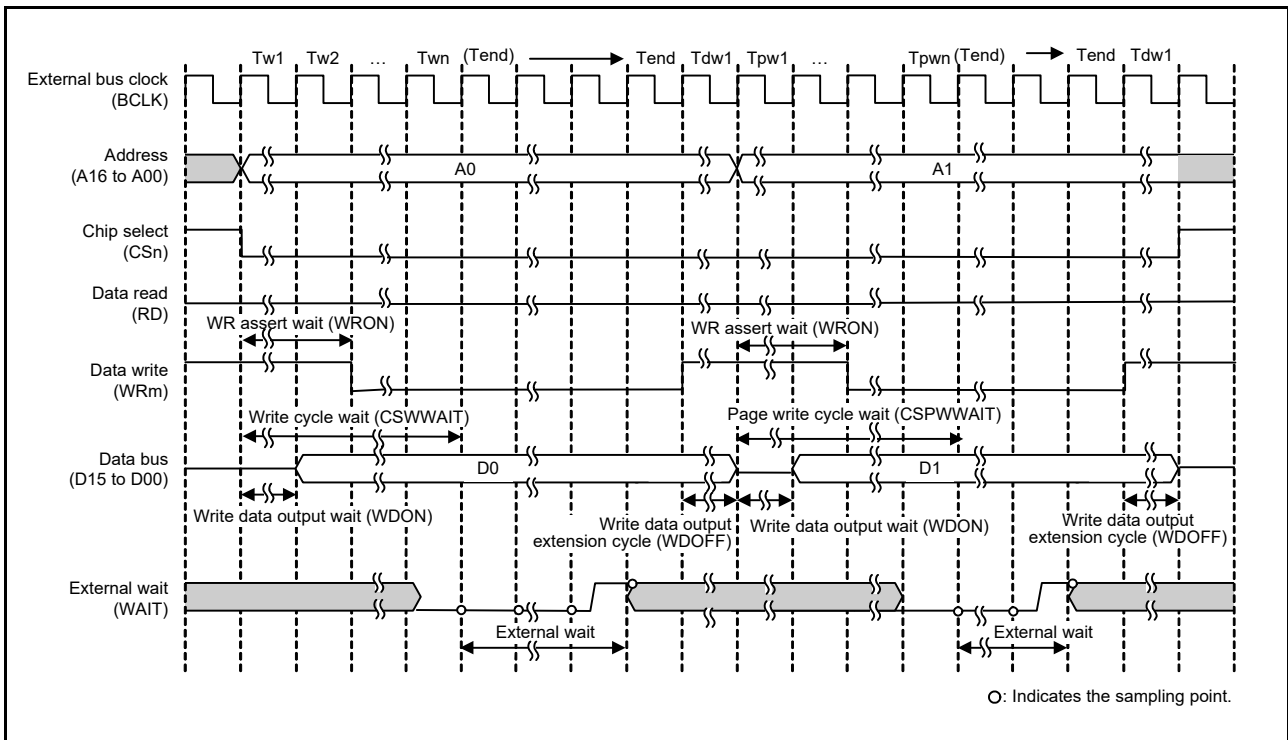 Tw1 Tw2 … Twn (Tend) Tend Tdw1 Tpw1 … Tpwn (Tend) Tend Tdw1
External bus clock
(BCLK)
Address
(A16 to A00)
A0 A1
Chip select
(CSn)
Data read
(RD)
WR assert wait (WRON) WR assert wait (WRON)
Data write
(WRm)
Write cycle wait (CSWWAIT) Page write cycle wait (CSPWWAIT)
Data bus
(D15 to D00)
D0 D1
Write data output wait (WDON) Write data output
extension cycle (WDOFF) Write data output wait (WDON) Write data output
extension cycle (WDOFF)
External wait
(WAIT)
External wait External wait
O: Indicates the sampling point.